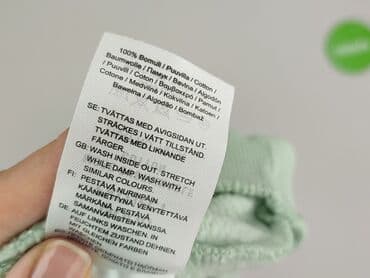 100% Bomull / Puuvilla / Cotton /
Baumwolle / Памук / Bavlna / Algodón
/ Puuvill / Coton / Βαμβακερό / Pamut /
Cotone / Medvilnė / Kokvilna / Katoen /
Bawełna / Algodão / Bombaž
SE: TVÄTTAS MED AVIGSIDAN UT.
STRÄCKES I VÅTT TILLSTÅND.
TVÄTTAS MED LIKNANDE
FÄRGER.
GB: WASH INSIDE OUT. STRETCH
WHILE DAMP. WASH WITH
SIMILAR COLOURS.
FI: PESTÄVÄ NURINPÄIN
KÄÄNNETTYNÄ. VENYTETTÄVÄ
MÄRKÄNÄ. PESTÄVÄ
SAMANVÄRISTEN KANSSA.
AUF LINKS WASCHEN. IN
FEUCHTEM ZUSTAND DEHNEN.
GLEICHEN FARBEN